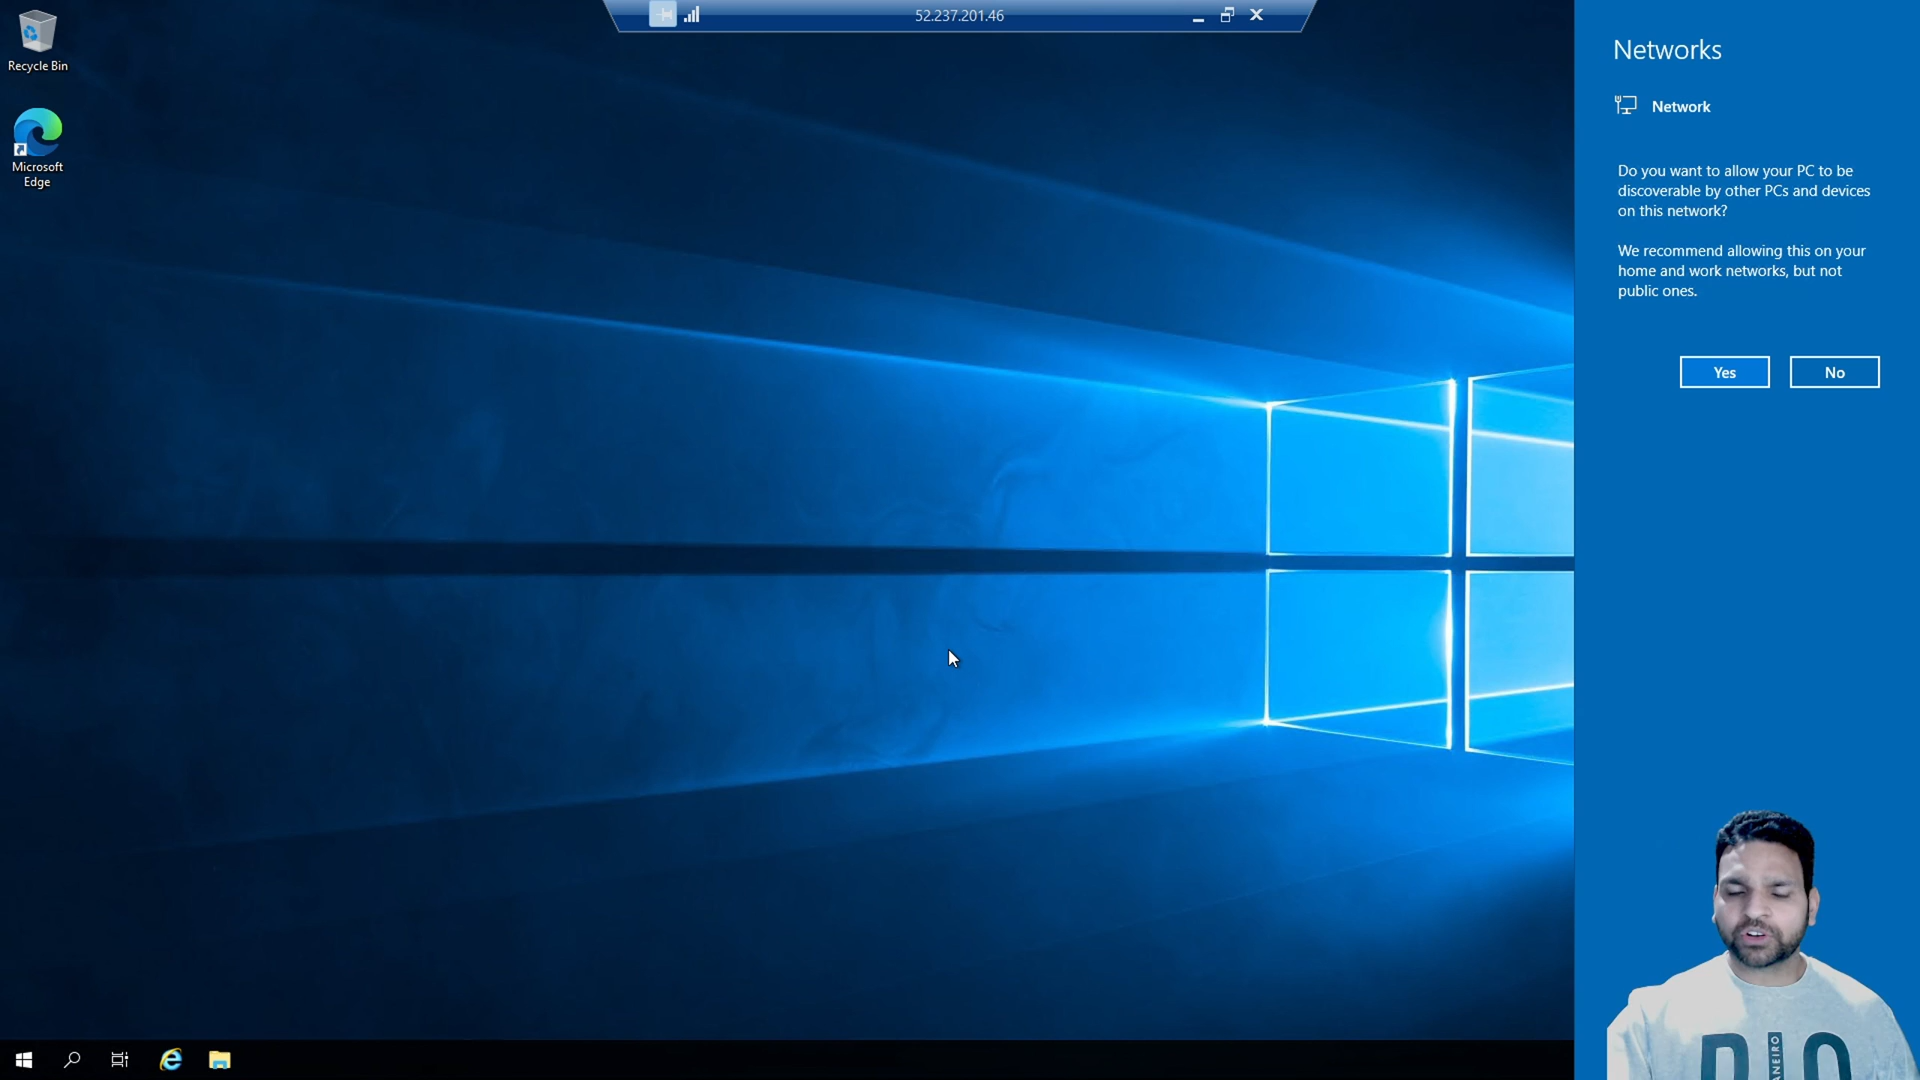 52.237.201.46
Recycle Bin
Microsoft
Edge
Networks
Network
Do you want to allow your PC to be
discoverable by other PCs and devices
on this network?
We recommend allowing this on your
home and work networks, but not
public ones.
Yes
No
RIO